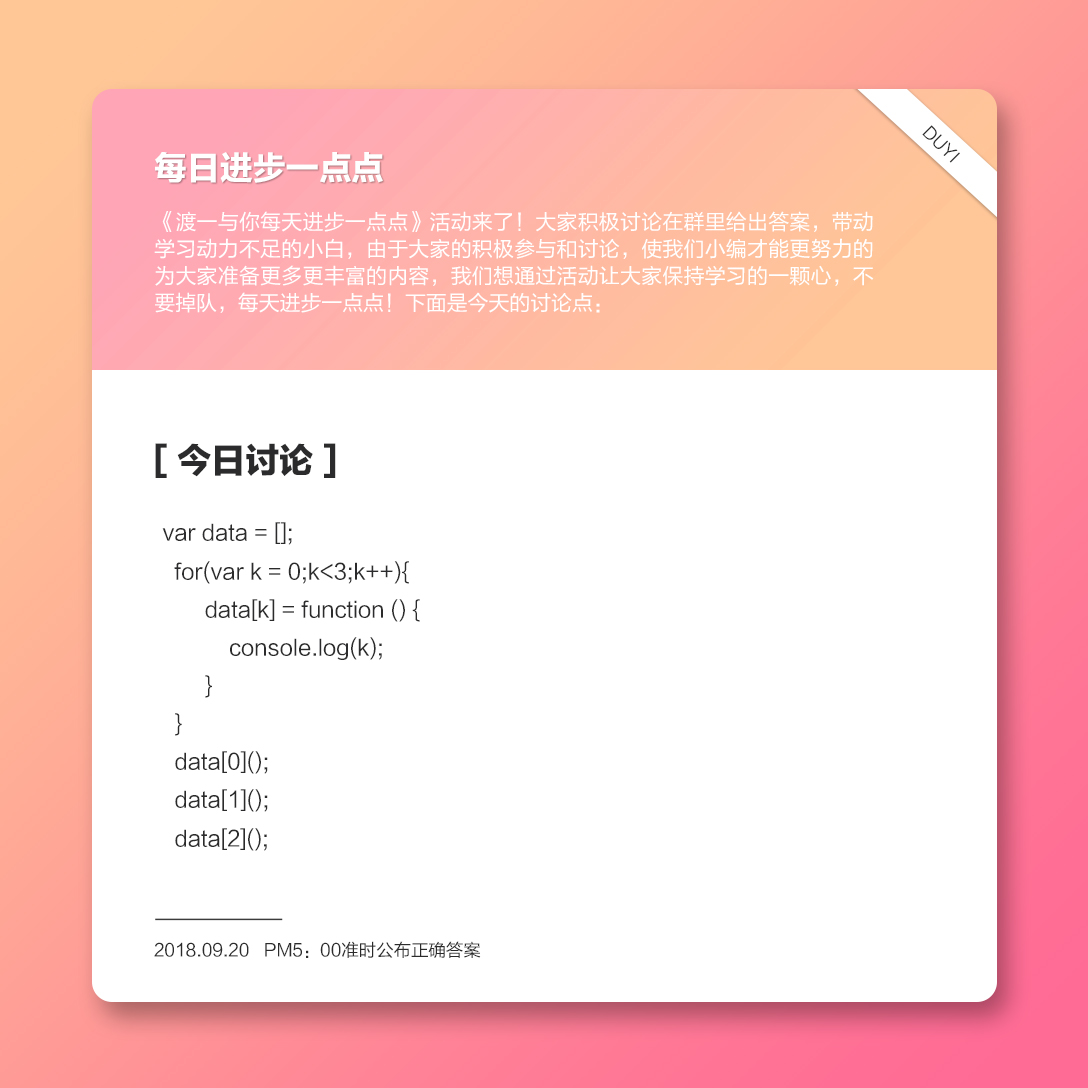 DUYI
每日进步一点点
《渡一与你每天进步一点点》活动来了！大家积极讨论在群里给出答案，带动
学习动力不足的小白，由于大家的积极参与和讨论，使我们小编才能更努力的
为大家准备更多更丰富的内容，我们想通过活动让大家保持学习的一颗心，不
要掉队，每天进步一点点！下面是今天的讨论点：
[ 今日讨论 ]
var data = [];
for(var k = 0;k<3;k++){
data[k] = function () {
console.log(k);
}
}
data[0]();
data[1]();
data[2]();
2018.09.20 PM5：00准时公布正确答案